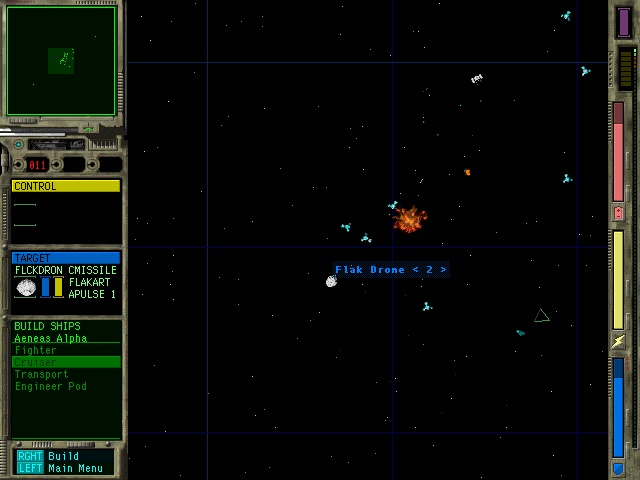 011
CONTROL
TARGET
FLCKDRON CMISSILE
FLAKART
APULSE 1
Flak Drone < 2 >
BUILD SHIPS
Aeneas Alpha
Fighter
Cruiser
Transport
Engineer Pod
RGHT Build
LEFT Main Menu